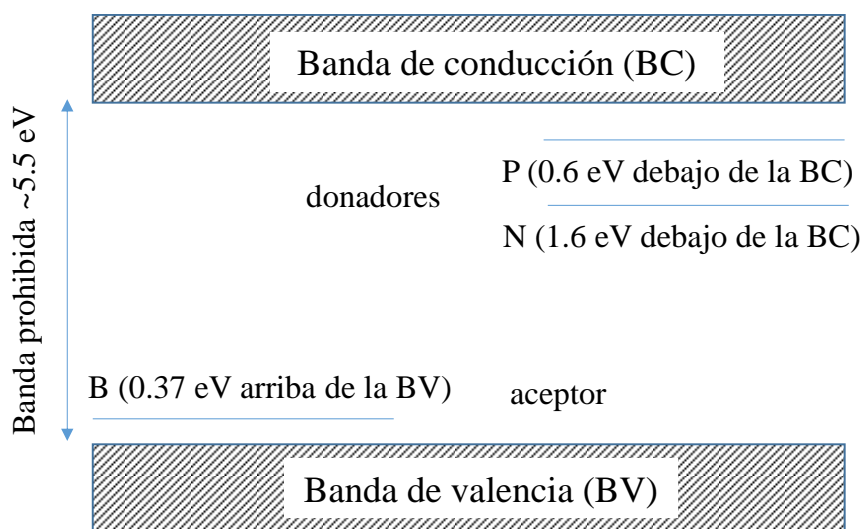 Banda de conducción (BC)
Banda prohibida ~5.5 eV
P (0.6 eV debajo de la BC)
donadores
N (1.6 eV debajo de la BC)
B (0.37 eV arriba de la BV)
aceptor
Banda de valencia (BV)